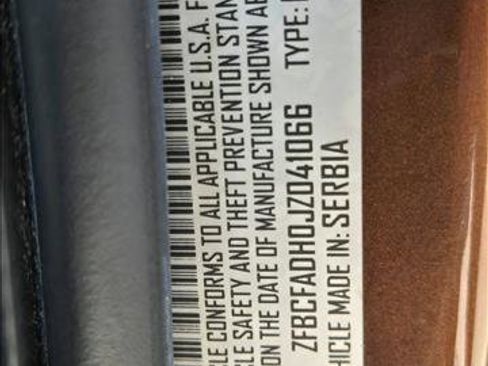 CLE CONFORMS TO ALL APPLICABLE U.S.A. F
CLE SAFETY AND THEFT PREVENTION STAN
ON THE DATE OF MANUFACTURE SHOWN AB
ZFBCFADH0JZ041066 TYPE:
EHICLE MADE IN: SERBIA